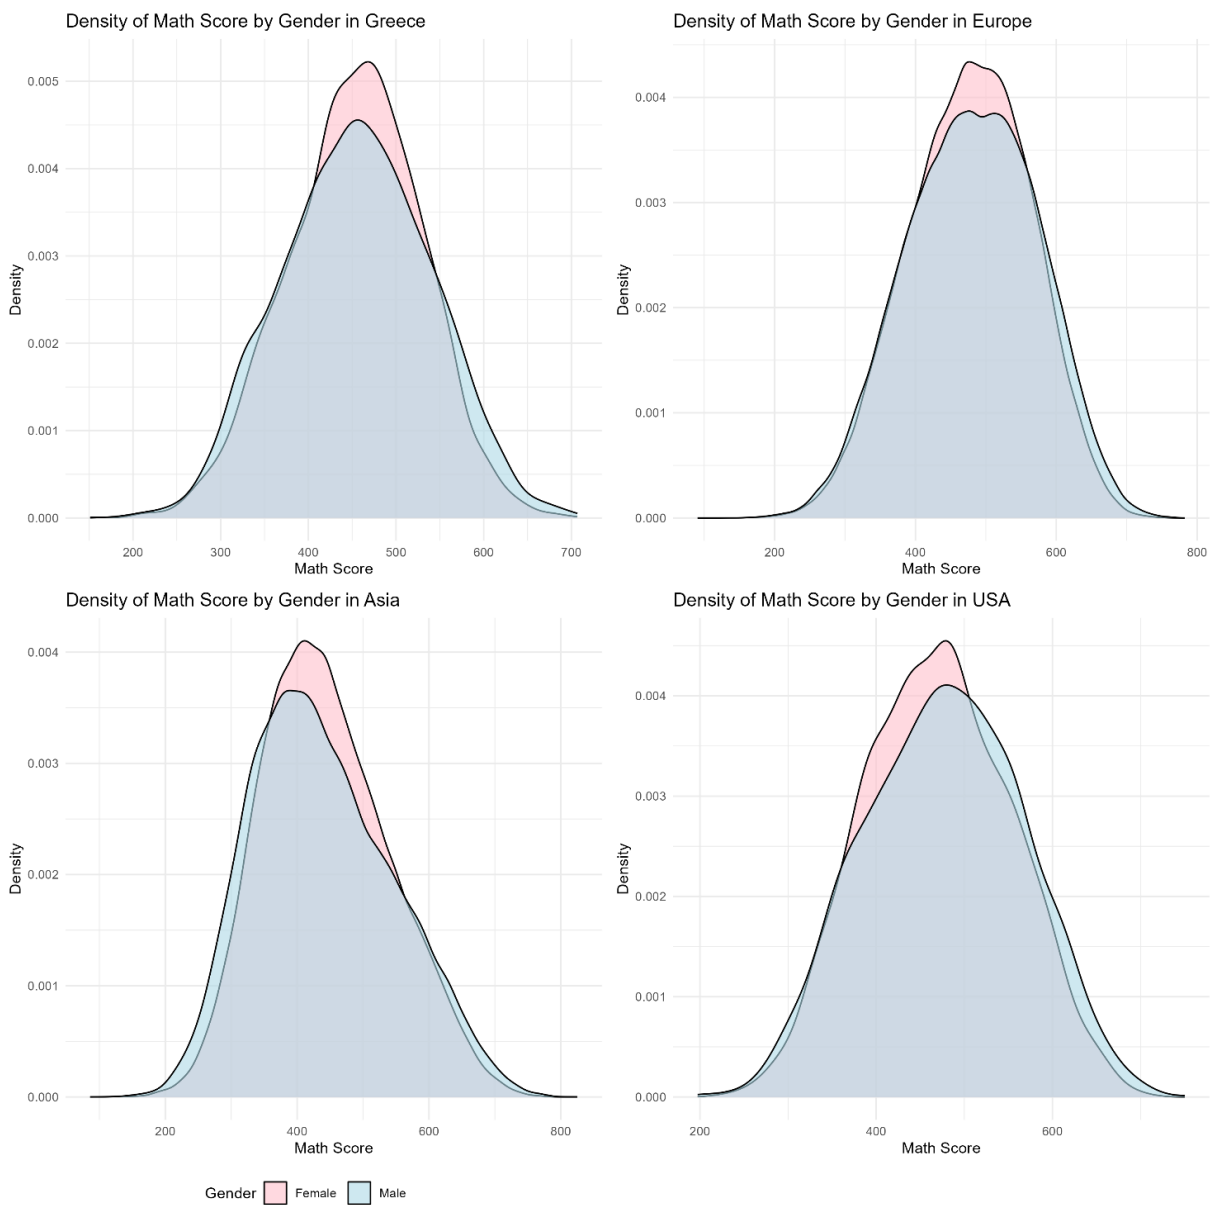 Density of Math Score by Gender in Greece
Density
0.005
0.004
0.003
0.002
0.001
0.000
200 300 400 500 600 700
Math Score
Density of Math Score by Gender in Europe
Density
0.004
0.003
0.002
0.001
0.000
200 400 600 800
Math Score
Density of Math Score by Gender in Asia
Density
0.004
0.003
0.002
0.001
0.000
200 400 600 800
Math Score
Density of Math Score by Gender in USA
Density
0.004
0.003
0.002
0.001
0.000
200 400 600
Math Score
Gender Female Male